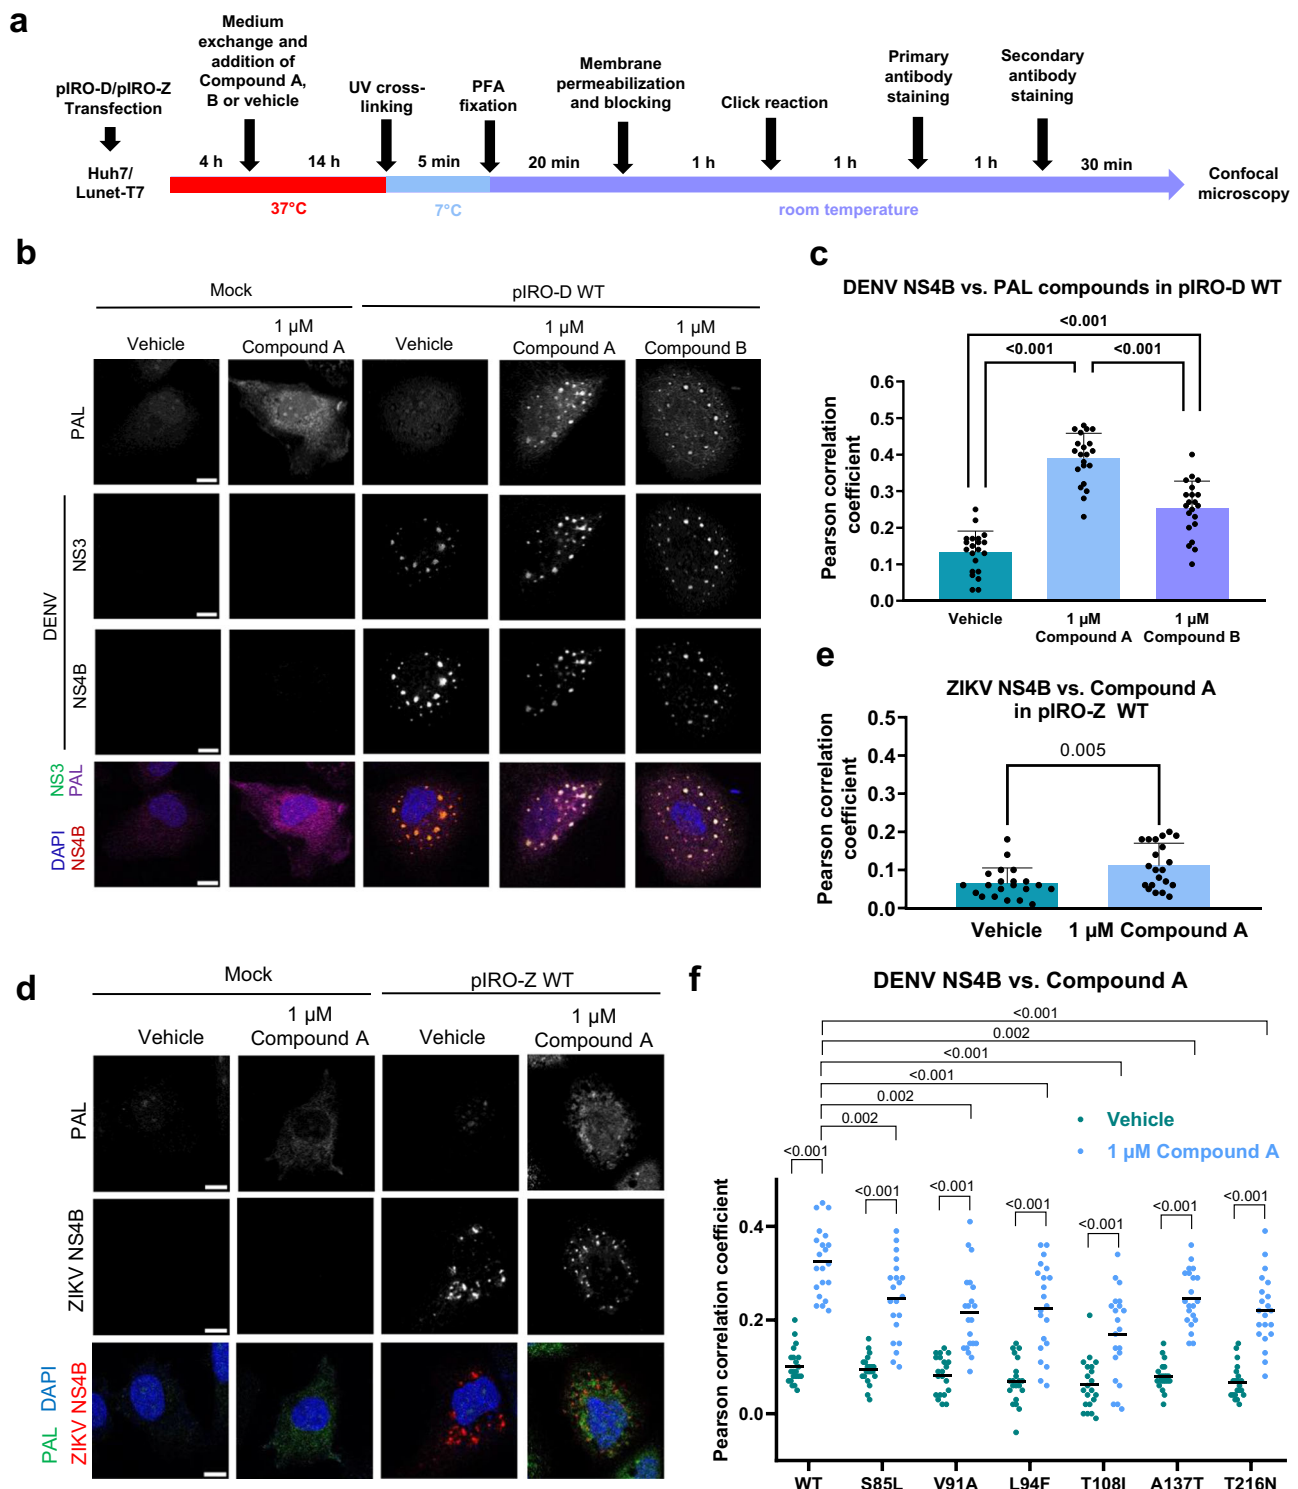 a
Medium
exchange and
addition of
Compound A,
B or vehicle
pIRO-D/pIRO-Z
Transfection
UV cross-
linking
PFA
fixation
Membrane
permeabilization
and blocking
Click reaction
Primary
antibody
staining
Secondary
antibody
staining
4 h
14 h
5 min
20 min
1 h
1 h
1 h
30 min
Huh7/
Lunet-T7
Confocal
microscopy
37°C
7°C
room temperature
b
Mock
pIRO-D WT
Vehicle
1 µM
Compound A
Vehicle
1 µM
Compound A
1 µM
Compound B
PAL
DENV
NS3
NS4B
NS3
PAL
DAPI
NS4B
c
DENV NS4B vs. PAL compounds in pIRO-D WT
<0.001
<0.001
<0.001
Pearson correlation
coefficient
0.6
0.5
0.4
0.3
0.2
0.1
0.0
Vehicle
1 µM
Compound A
1 µM
Compound B
e
ZIKV NS4B vs. Compound A
in pIRO-Z WT
0.005
Pearson correlation
coefficient
0.5
0.4
0.3
0.2
0.1
0.0
Vehicle
1 µM Compound A
d
Mock
pIRO-Z WT
Vehicle
1 µM
Compound A
Vehicle
1 µM
Compound A
PAL
ZIKV NS4B
PAL DAPI
ZIKV NS4B
f
DENV NS4B vs. Compound A
<0.001
0.002
<0.001
<0.001
0.002
0.002
Vehicle
1 µM Compound A
<0.001
<0.001
<0.001
<0.001
<0.001
<0.001
<0.001
Pearson correlation coefficient
0.4
0.2
0.0
WT
S85L
V91A
L94F
T108I
A137T
T216N